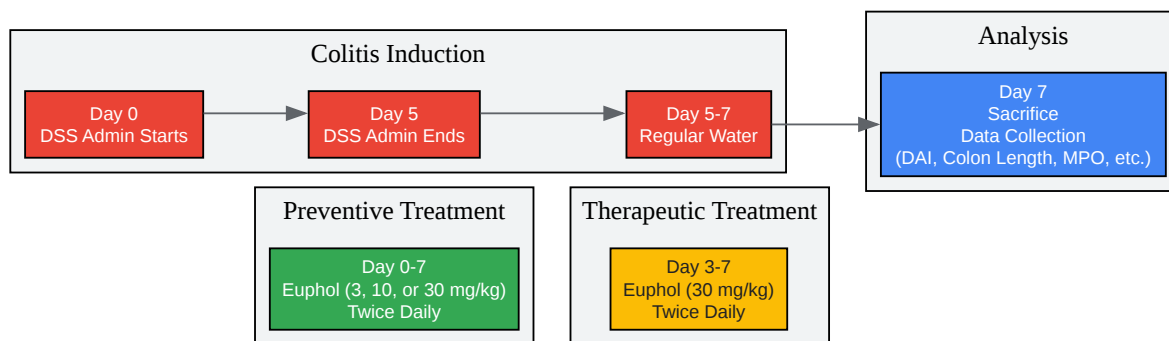 Colitis Induction
Day 0
DSS Admin Starts
Day 5
DSS Admin Ends
Day 5-7
Regular Water
Analysis
Day 7
Sacrifice
Data Collection
(DAI, Colon Length, MPO, etc.)
Preventive Treatment
Day 0-7
Euphol (3, 10, or 30 mg/kg)
Twice Daily
Therapeutic Treatment
Day 3-7
Euphol (30 mg/kg)
Twice Daily